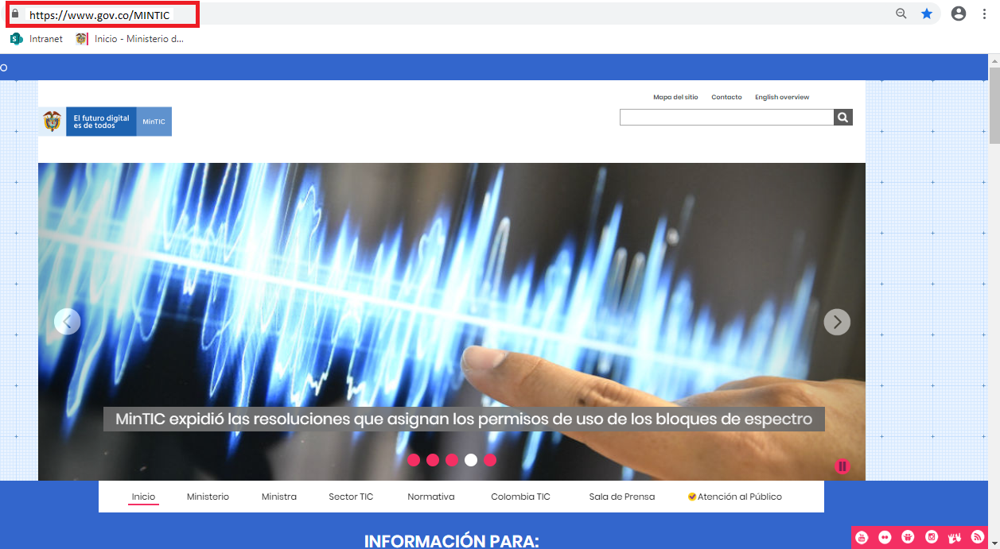 https://www.gov.co/MINTIC
Intranet
Inicio - Ministerio d...
O
Mapa del sitio
Contacto
English overview
El futuro digital
es de todos
MinTIC
MinTIC expidió las resoluciones que asignan los permisos de uso de los bloques de espectro
Inicio
Ministerio
Ministra
Sector TIC
Normativa
Colombia TIC
Sala de Prensa
Atención al Público
INFORMACIÓN PARA: